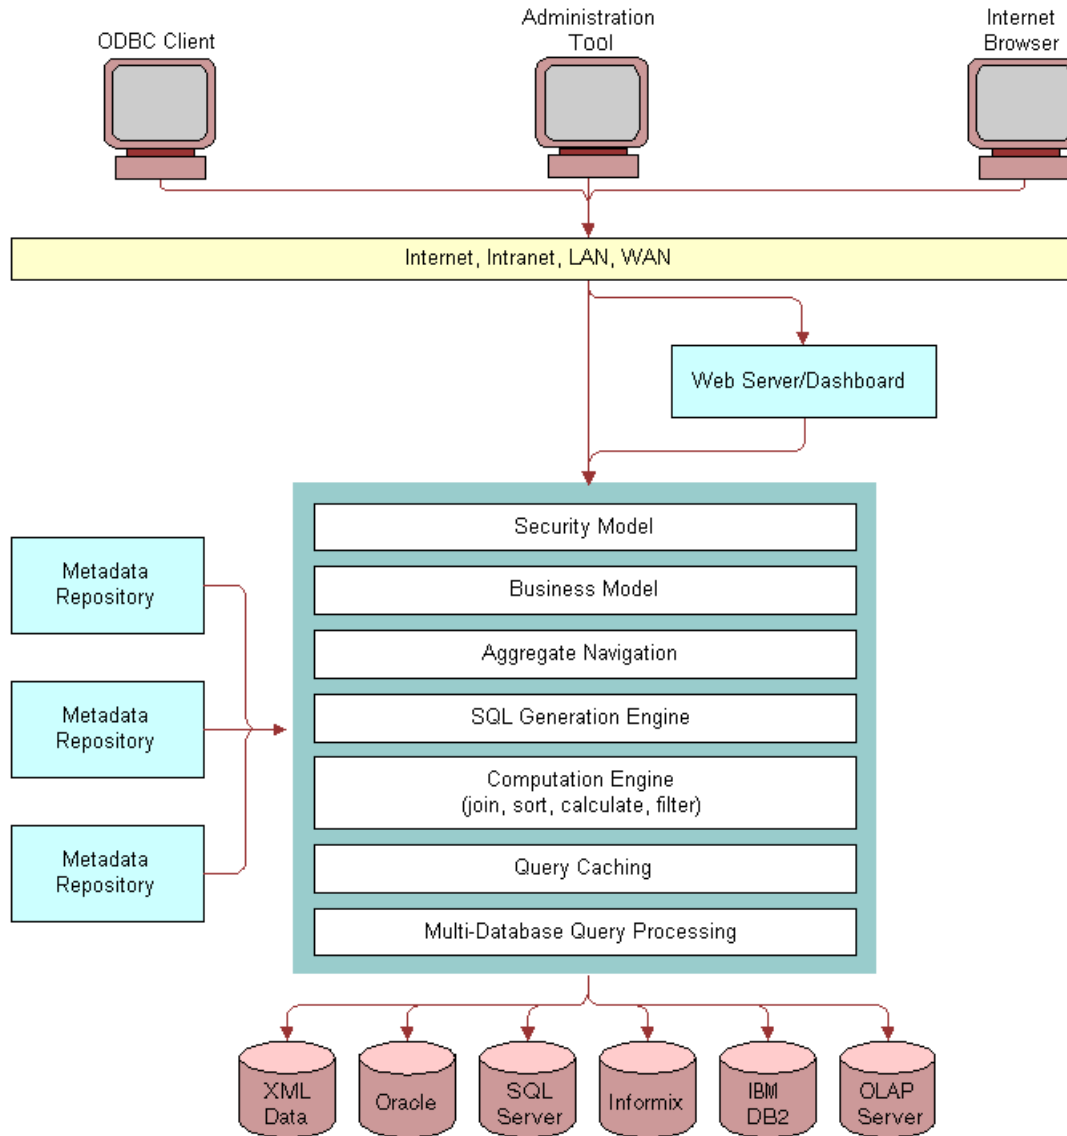 ODBC Client
Administration
Tool
Internet
Browser
Internet, Intranet, LAN, WAN
Web Server/Dashboard
Metadata
Repository
Metadata
Repository
Metadata
Repository
Security Model
Business Model
Aggregate Navigation
SQL Generation Engine
Computation Engine
(join, sort, calculate, filter)
Query Caching
Multi-Database Query Processing
XML
Data
Oracle
SQL
Server
Informix
IBM
DB2
OLAP
Server